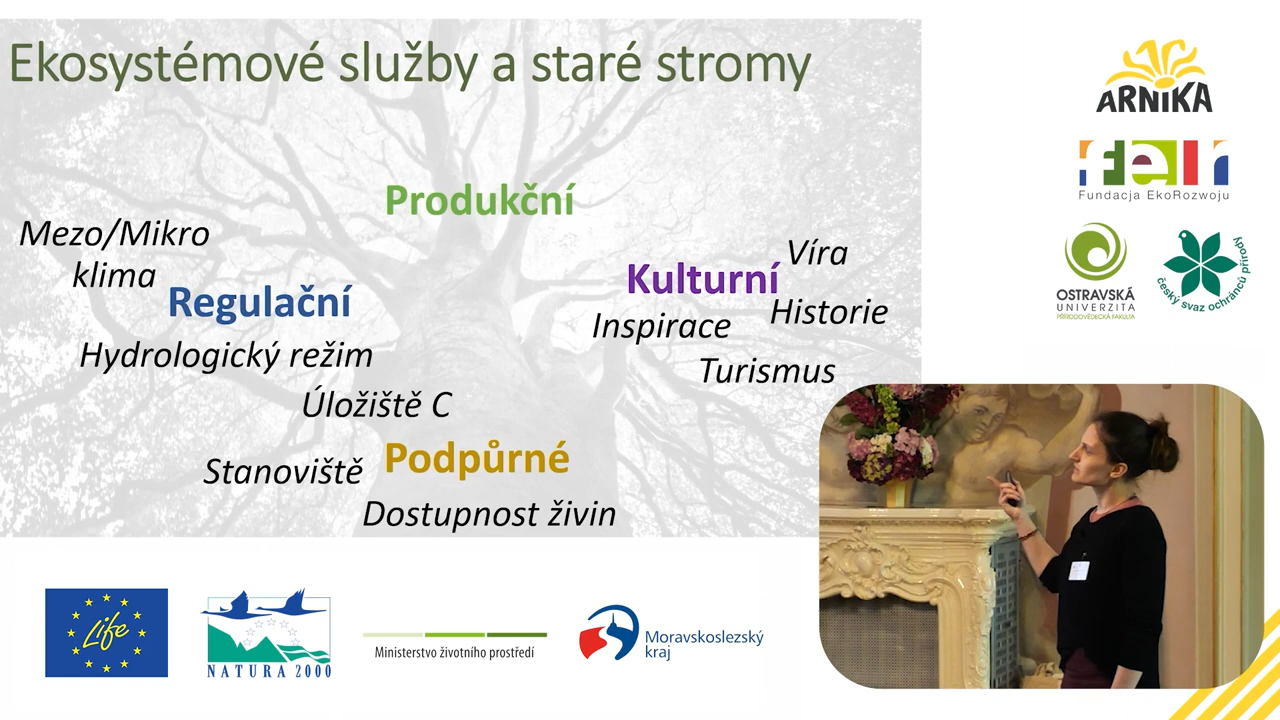 Ekosystémové služby a staré stromy
Produkční
Mezo/Mikro
klima
Regulační
Hydrologický režim
Úložiště C
Kulturní
Víra
Historie
Inspirace
Turismus
Podpůrné
Stanoviště
Dostupnost živin
ARNIKA
feri
Fundacja EkoRozwoju
OSTRAVSKÁ
UNIVERZITA
PŘÍRODOVĚDECKÁ FAKULTA
český svaz ochránců přírody
Life
NATURA 2000
Ministerstvo životního prostředí
Moravskoslezský
kraj